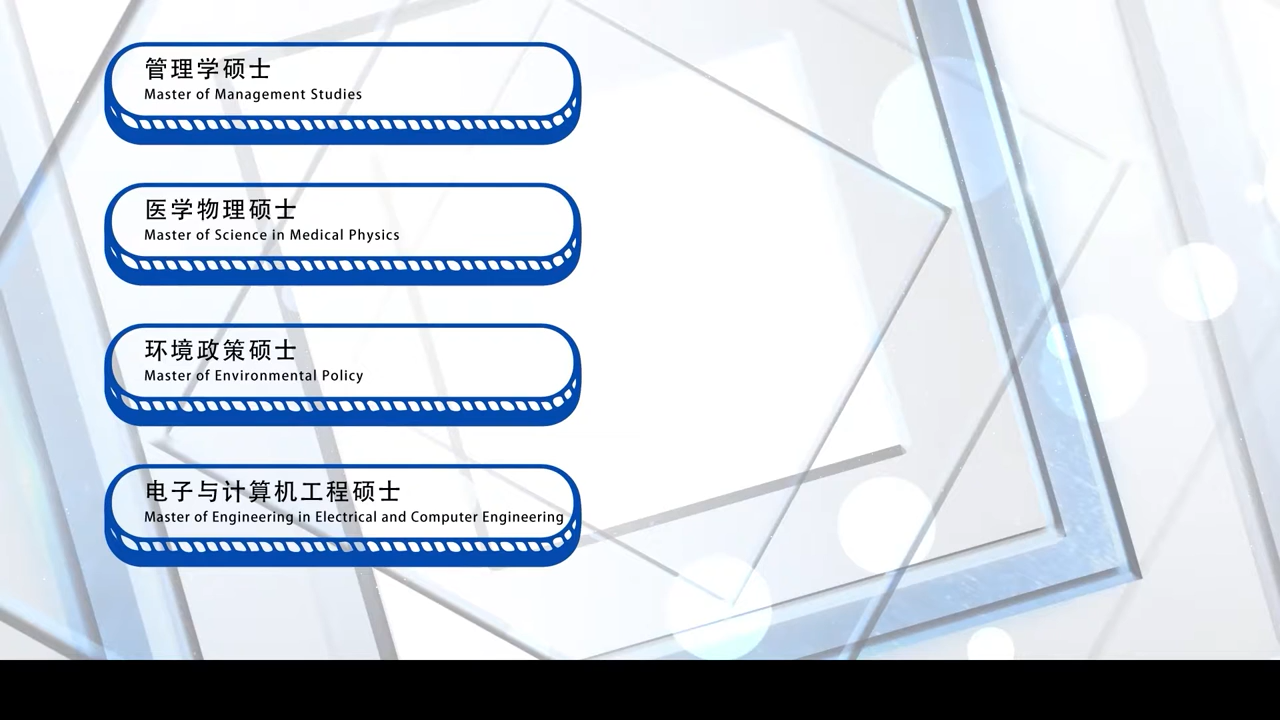 管理学硕士
Master of Management Studies
医学物理硕士
Master of Science in Medical Physics
环境政策硕士
Master of Environmental Policy
电子与计算机工程硕士
Master of Engineering in Electrical and Computer Engineering